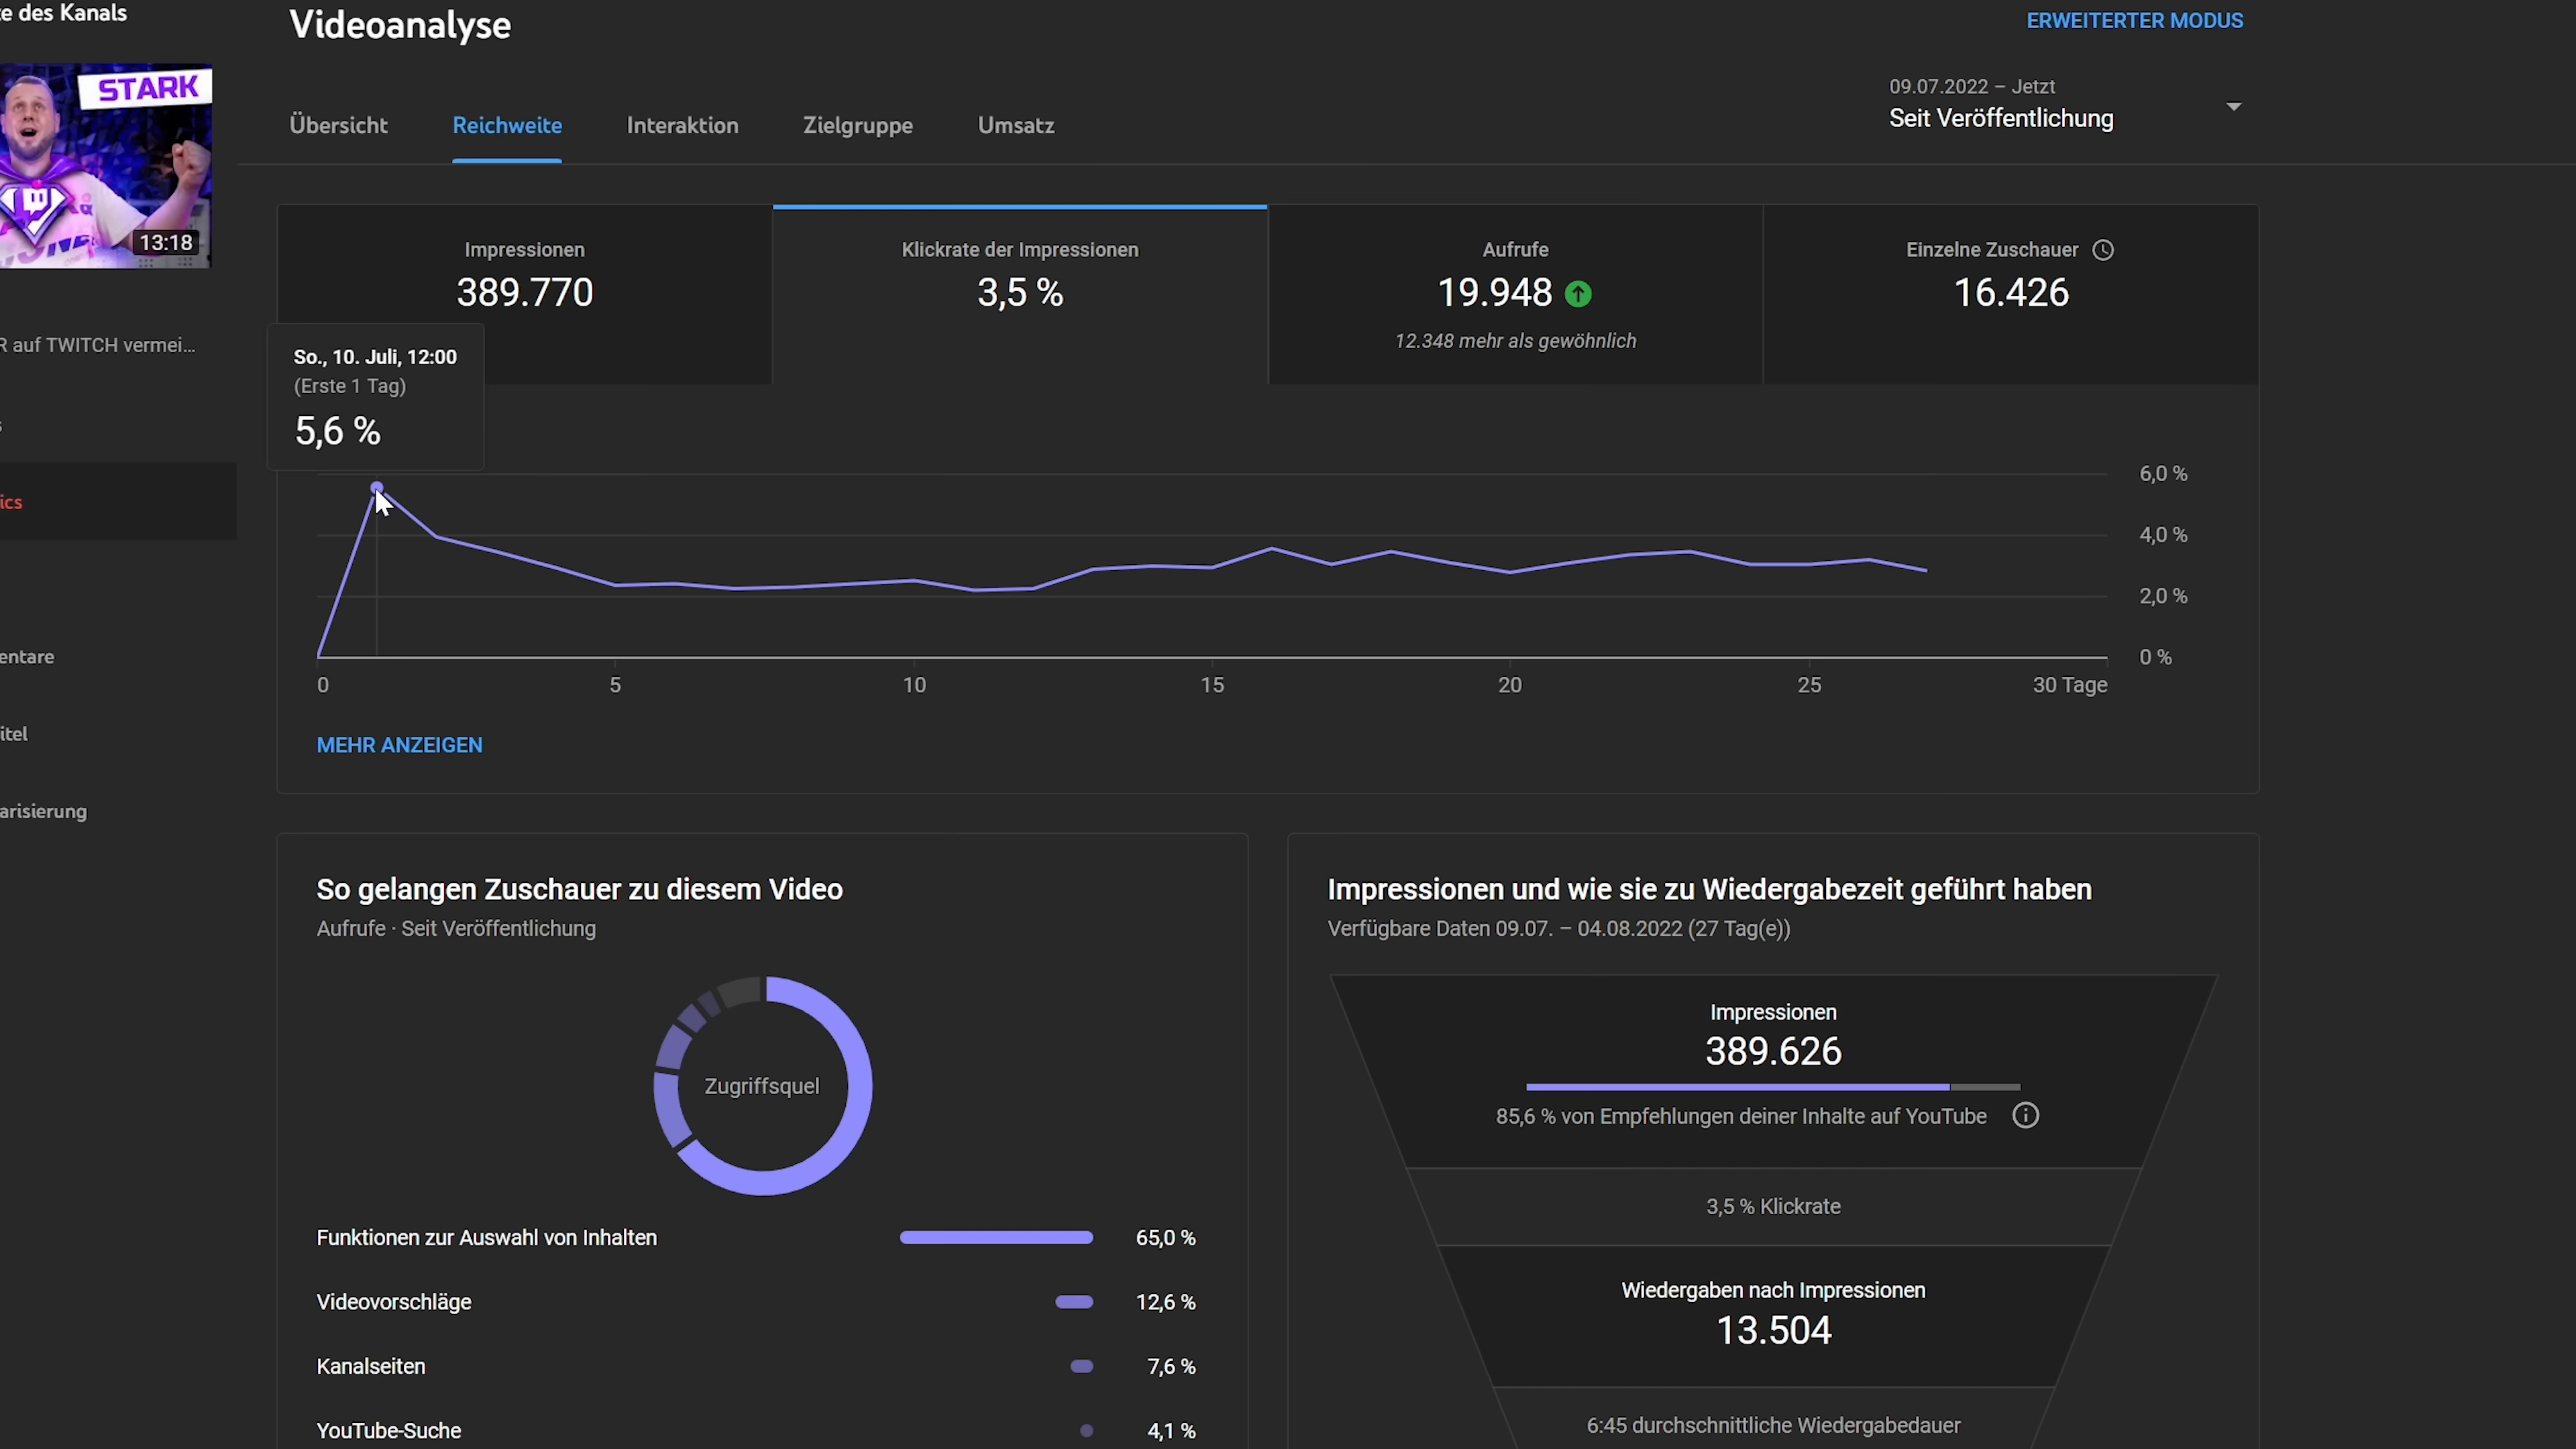 te des Kanals
Videoanalyse
ERWEITERTER MODUS
STARK
13:18
09.07.2022 – Jetzt
Seit Veröffentlichung
Übersicht
Reichweite
Interaktion
Zielgruppe
Umsatz
Impressionen
389.770
Klickrate der Impressionen
3,5 %
Aufrufe
19.948
12.348 mehr als gewöhnlich
Einzelne Zuschauer
16.426
R auf TWITCH vermei...
s
ics
entare
itel
arisierung
So., 10. Juli, 12:00
(Erste 1 Tag)
5,6 %
6,0 %
4,0 %
2,0 %
0 %
0 5 10 15 20 25 30 Tage
MEHR ANZEIGEN
So gelangen Zuschauer zu diesem Video
Aufrufe · Seit Veröffentlichung
Zugriffsquel
Funktionen zur Auswahl von Inhalten 65,0 %
Videovorschläge 12,6 %
Kanalseiten 7,6 %
YouTube-Suche 4,1 %
Impressionen und wie sie zu Wiedergabezeit geführt haben
Verfügbare Daten 09.07. – 04.08.2022 (27 Tag(e))
Impressionen
389.626
85,6 % von Empfehlungen deiner Inhalte auf YouTube
3,5 % Klickrate
Wiedergaben nach Impressionen
13.504
6:45 durchschnittliche Wiedergabedauer